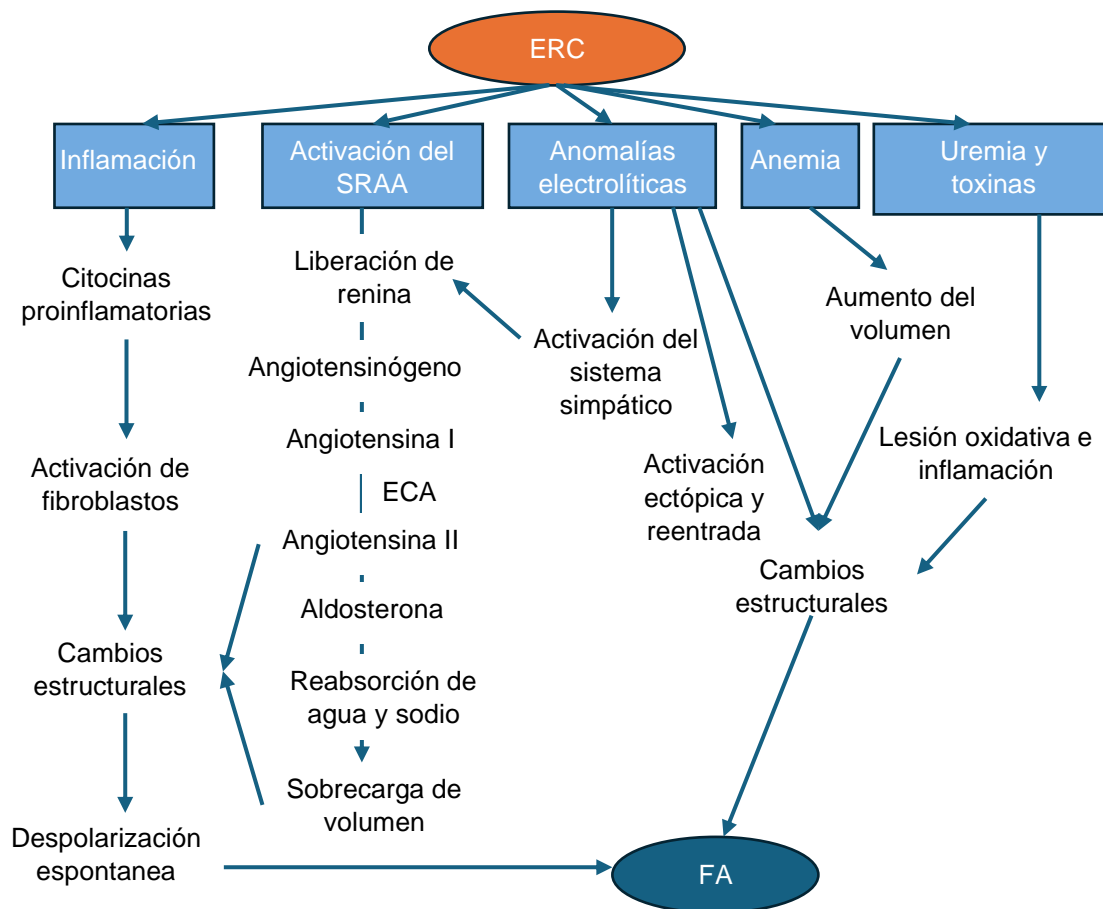 ERC
Inflamación
Activación del
SRAA
Anomalías
electrolíticas
Anemia
Uremia y
toxinas
Citocinas
proinflamatorias
Liberación de
renina
Activación del
sistema
simpático
Aumento del
volumen
Angiotensinógeno
Angiotensina I
ECA
Angiotensina II
Aldosterona
Reabsorción de
agua y sodio
Sobrecarga de
volumen
Activación de
fibroblastos
Cambios
estructurales
Despolarización
espontanea
Activación
ectópica y
reentrada
Lesión oxidativa e
inflamación
Cambios
estructurales
FA